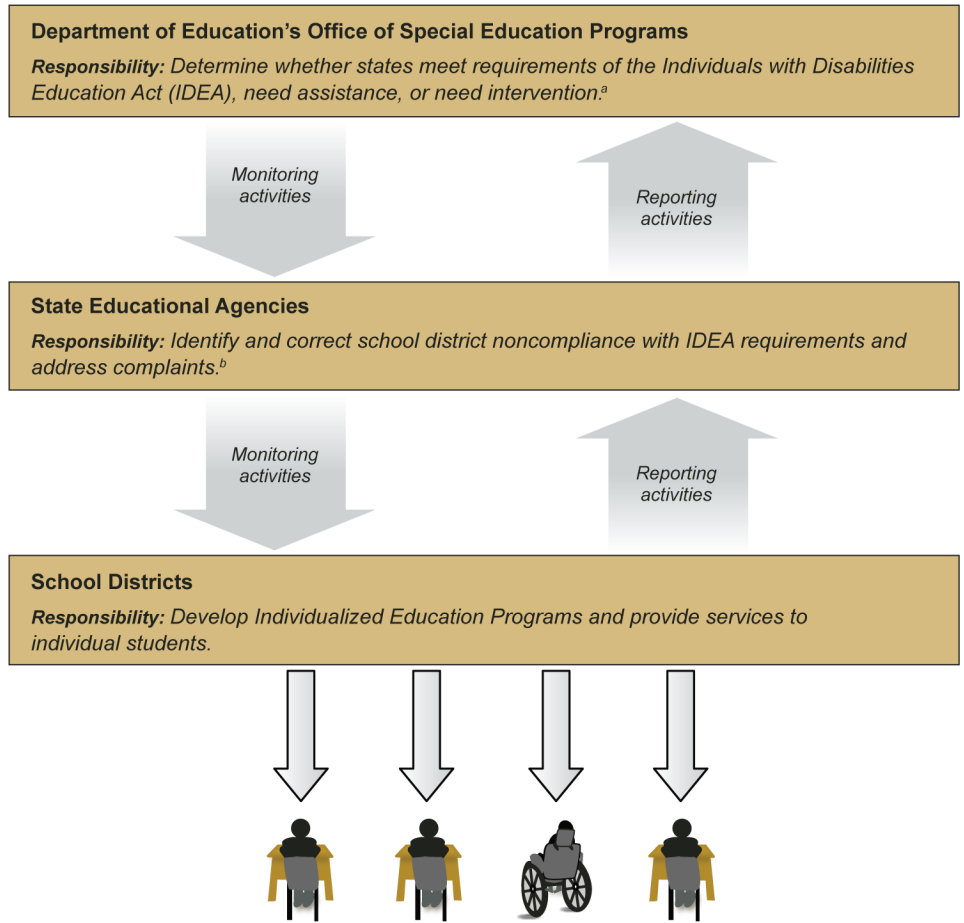 Department of Education’s Office of Special Education Programs
Responsibility: Determine whether states meet requirements of the Individuals with Disabilities
Education Act (IDEA), need assistance, or need intervention.a
Monitoring
activities
Reporting
activities
State Educational Agencies
Responsibility: Identify and correct school district noncompliance with IDEA requirements and
address complaints.b
Monitoring
activities
Reporting
activities
School Districts
Responsibility: Develop Individualized Education Programs and provide services to
individual students.